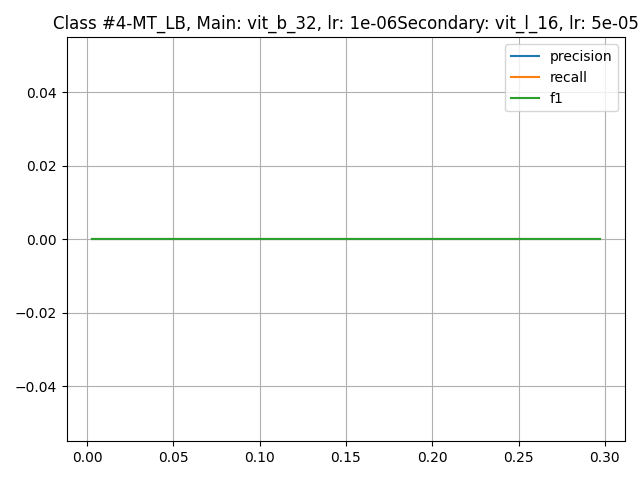 Class #4-MT_LB, Main: vit_b_32, lr: 1e-06Secondary: vit_l_16, lr: 5e-05
precision
recall
f1
0.04
0.02
0.00
−0.02
−0.04
0.00 0.05 0.10 0.15 0.20 0.25 0.30